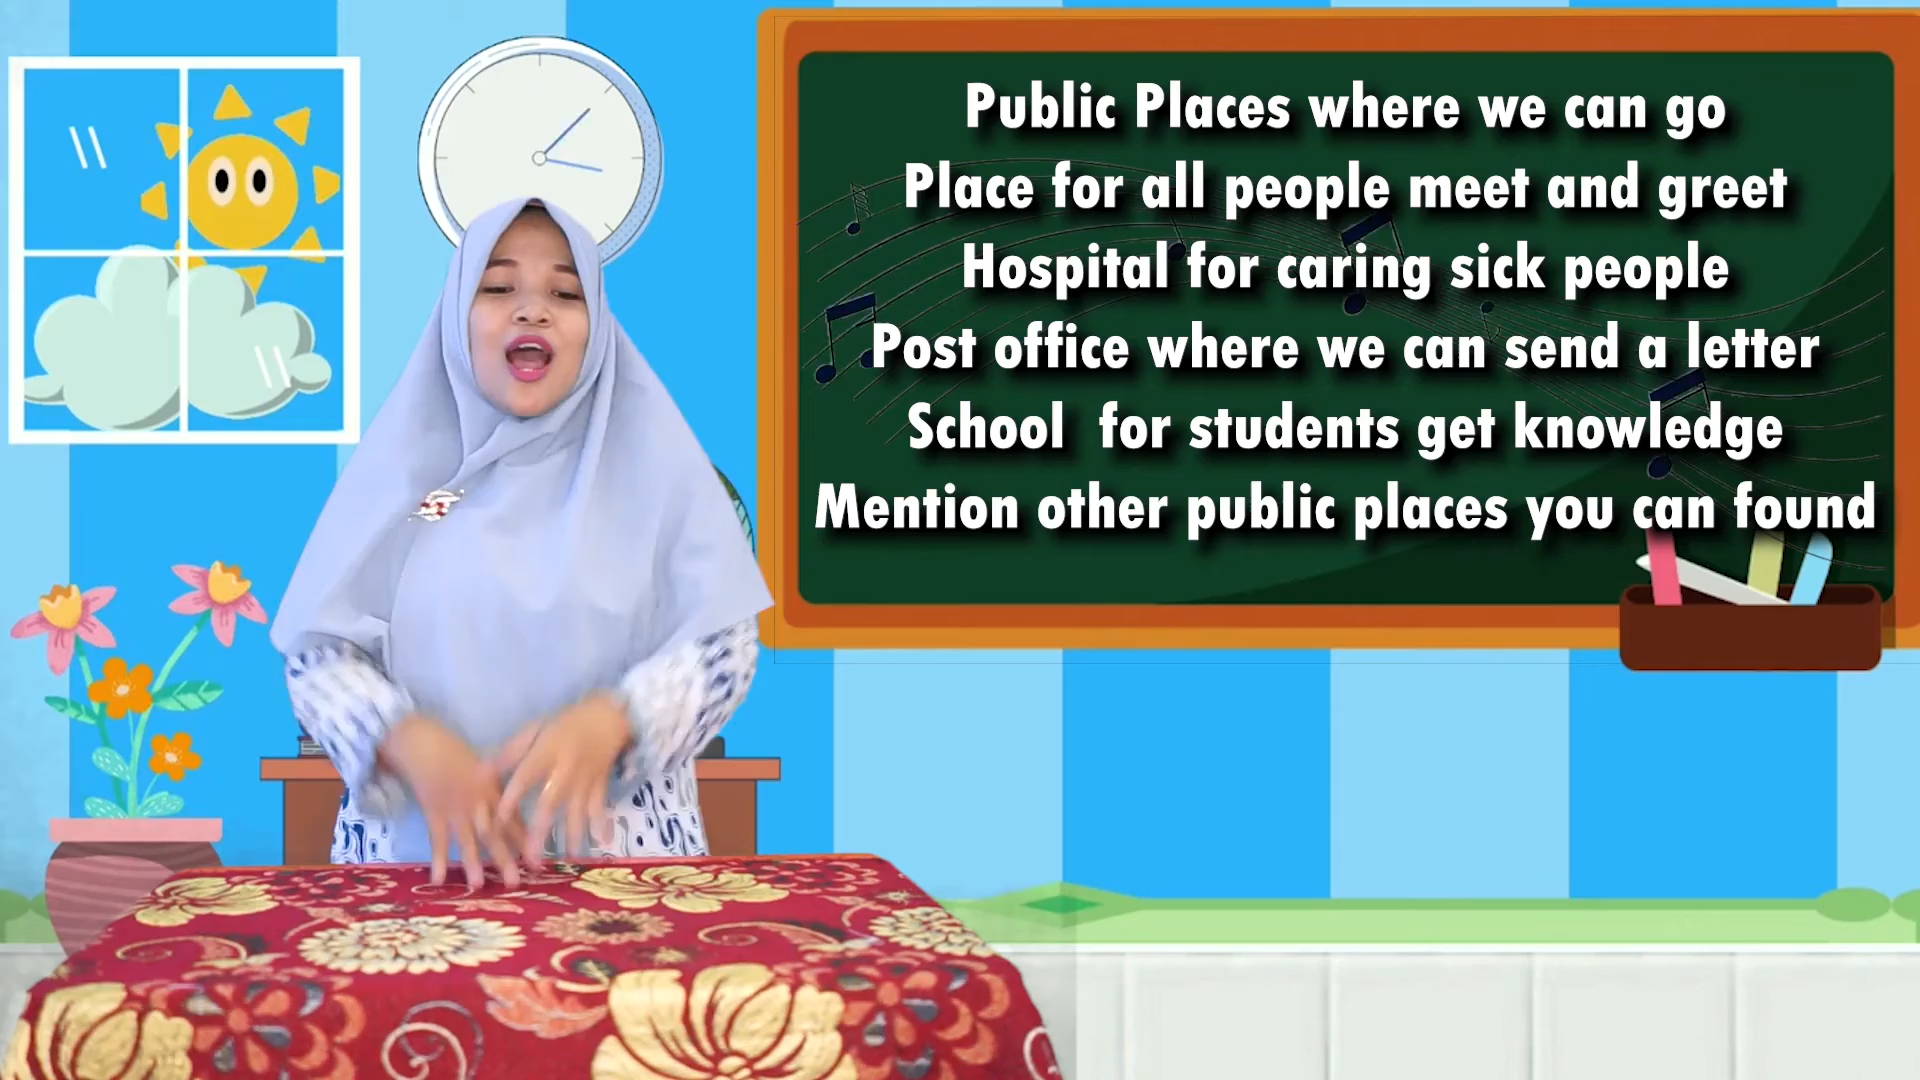 Public Places where we can go
Place for all people meet and greet
Hospital for caring sick people
Post office where we can send a letter
School  for students get knowledge
Mention other public places you can found